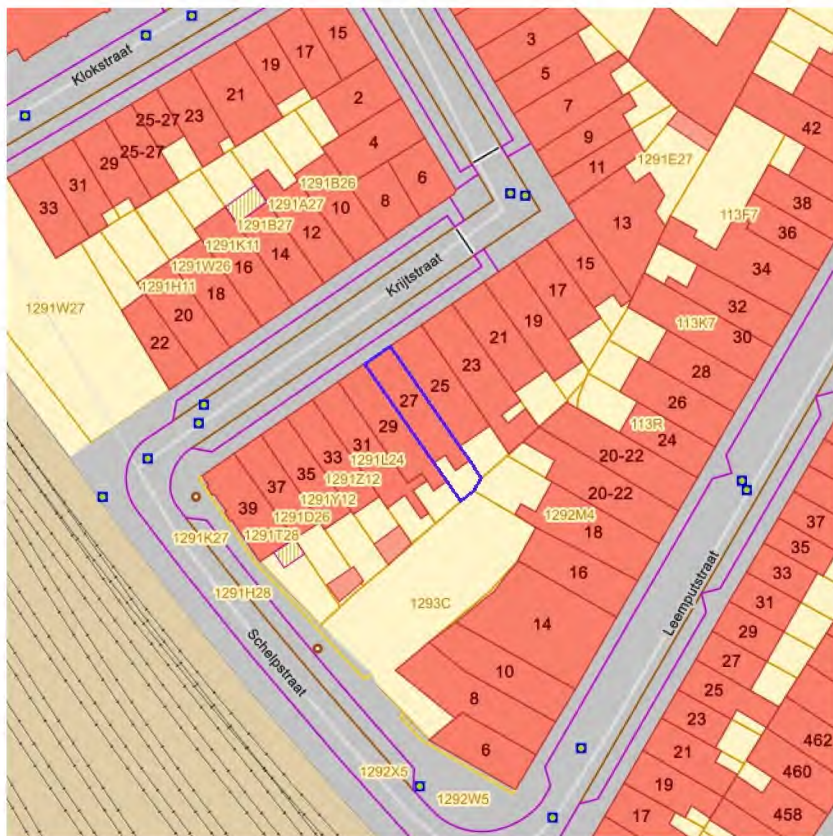 Klokstraat
15
17
19
21
23
25-27
25-27
29
31
33
2
4
6
8
10
12
14
16
18
20
22
1291B26
1291A27
1291B27
1291K11
1291W26
1291H11
1291W27
Krijtstraat
3
5
7
9
11
13
15
17
19
21
23
25
27
29
31
33
35
37
39
1291L24
1291Z12
1291Y12
1291D26
1291T28
1291K27
1291H28
Schelpstraat
1291E27
113F7
113K7
113R
42
38
36
34
32
30
28
26
24
20-22
20-22
18
16
14
10
8
6
1292M4
1293C
1292X5
1292W5
Leemputstraat
37
35
33
31
29
27
25
23
21
19
17
462
460
458